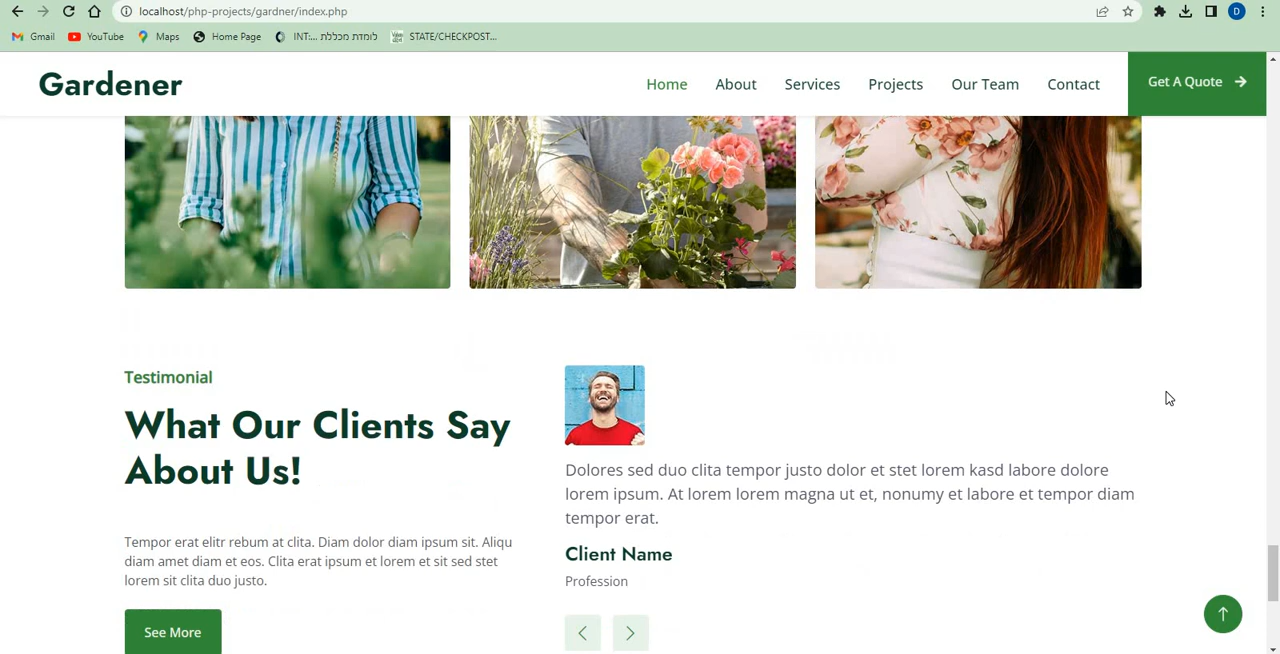 localhost/php-projects/gardner/index.php
D
Gmail YouTube Maps Home Page INT:... לומדת מכללת STATE/CHECKPOST...
Gardener
Home About Services Projects Our Team Contact Get A Quote
Testimonial
What Our Clients Say
About Us!
Tempor erat elitr rebum at clita. Diam dolor diam ipsum sit. Aliqu
diam amet diam et eos. Clita erat ipsum et lorem et sit sed stet
lorem sit clita duo justo.
See More
Dolores sed duo clita tempor justo dolor et stet lorem kasd labore dolore
lorem ipsum. At lorem lorem magna ut et, nonumy et labore et tempor diam
tempor erat.
Client Name
Profession